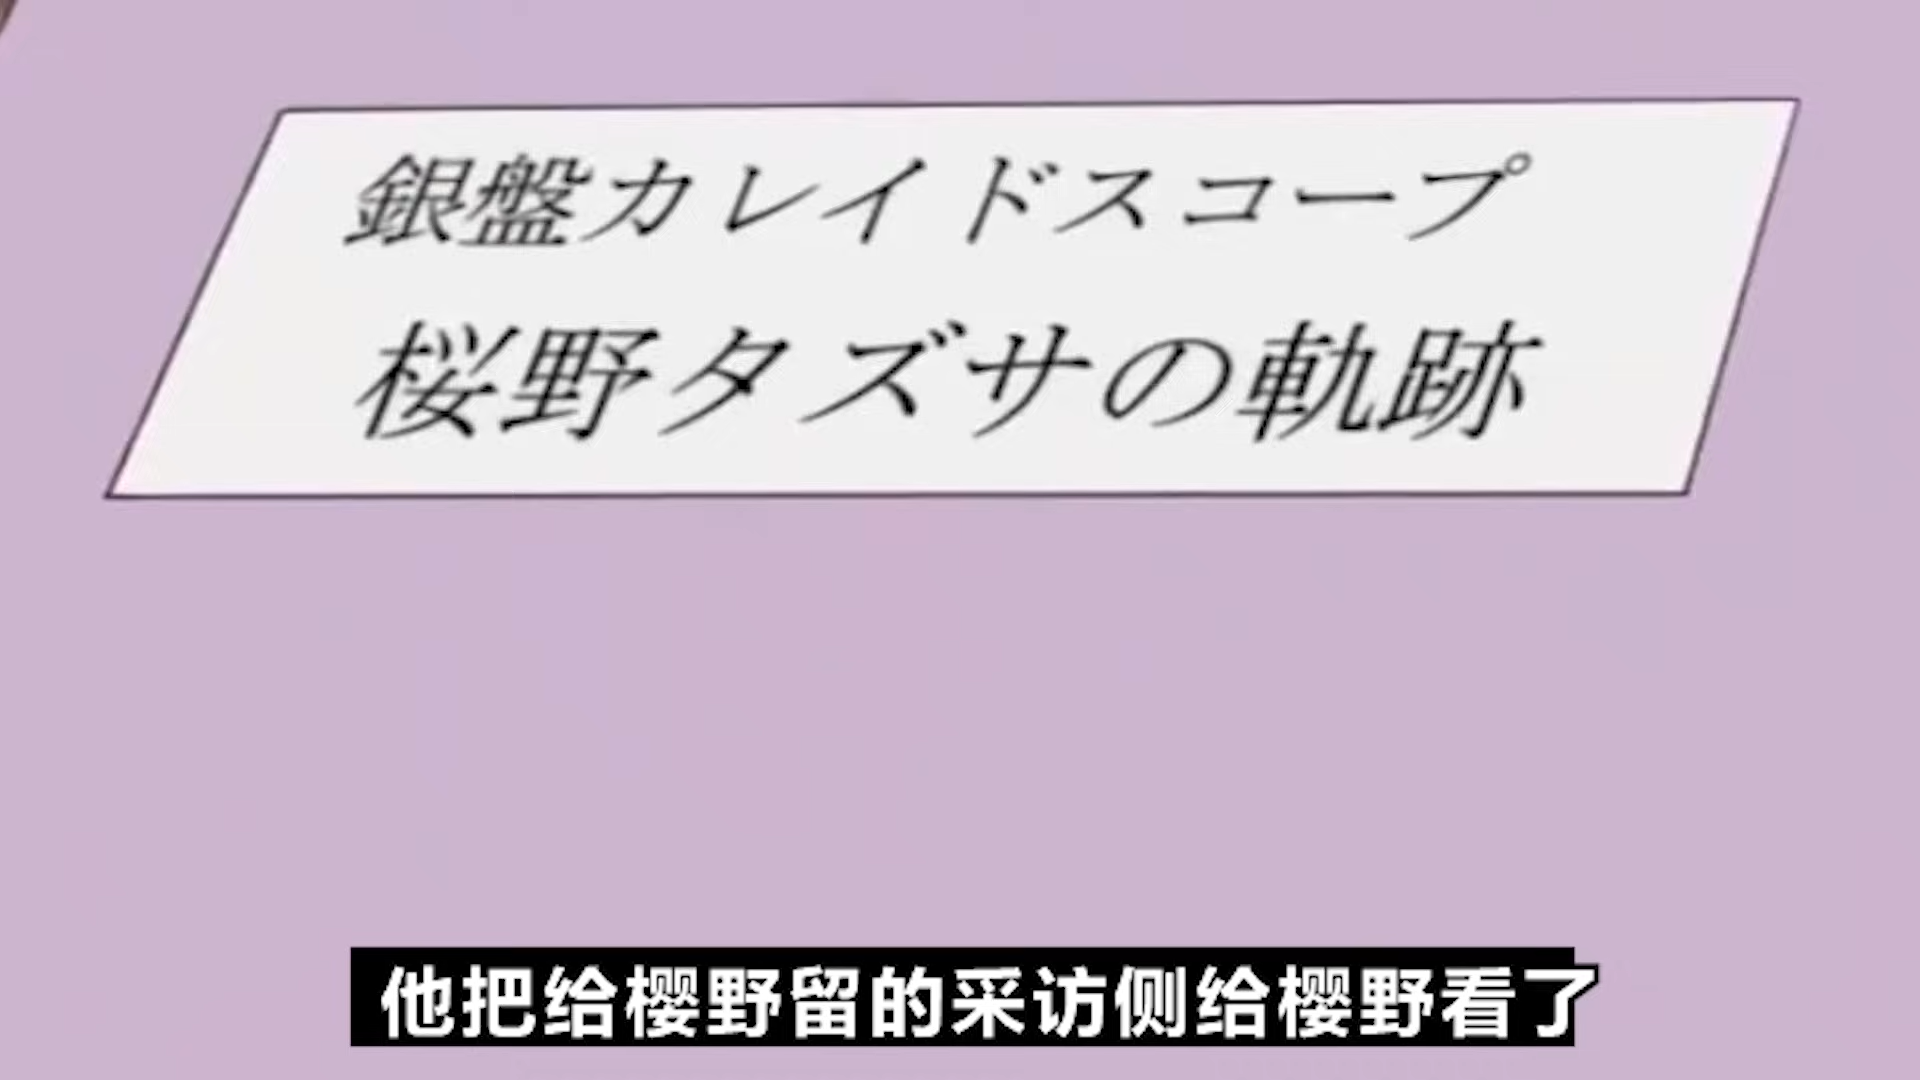 銀盤カレイドスコープ
桜野タズサの軌跡
他把给樱野留的采访侧给樱野看了